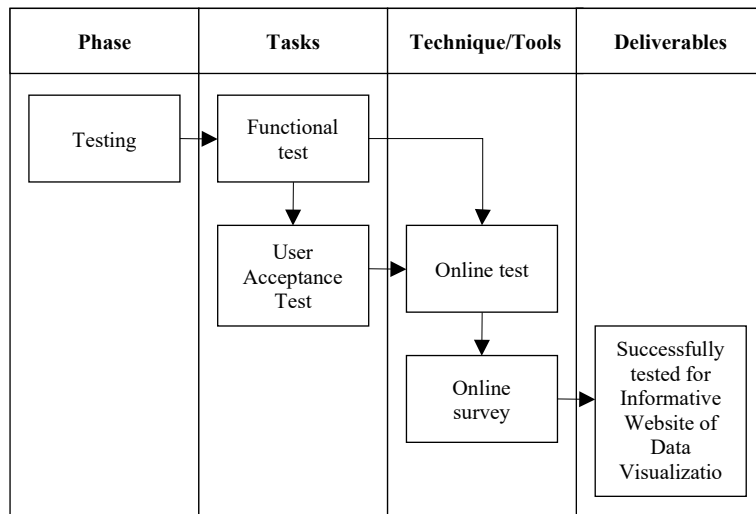 Phase
Tasks
Technique/Tools
Deliverables
Testing
Functional
test
User
Acceptance
Test
Online test
Online
survey
Successfully
tested for
Informative
Website of
Data
Visualizatio